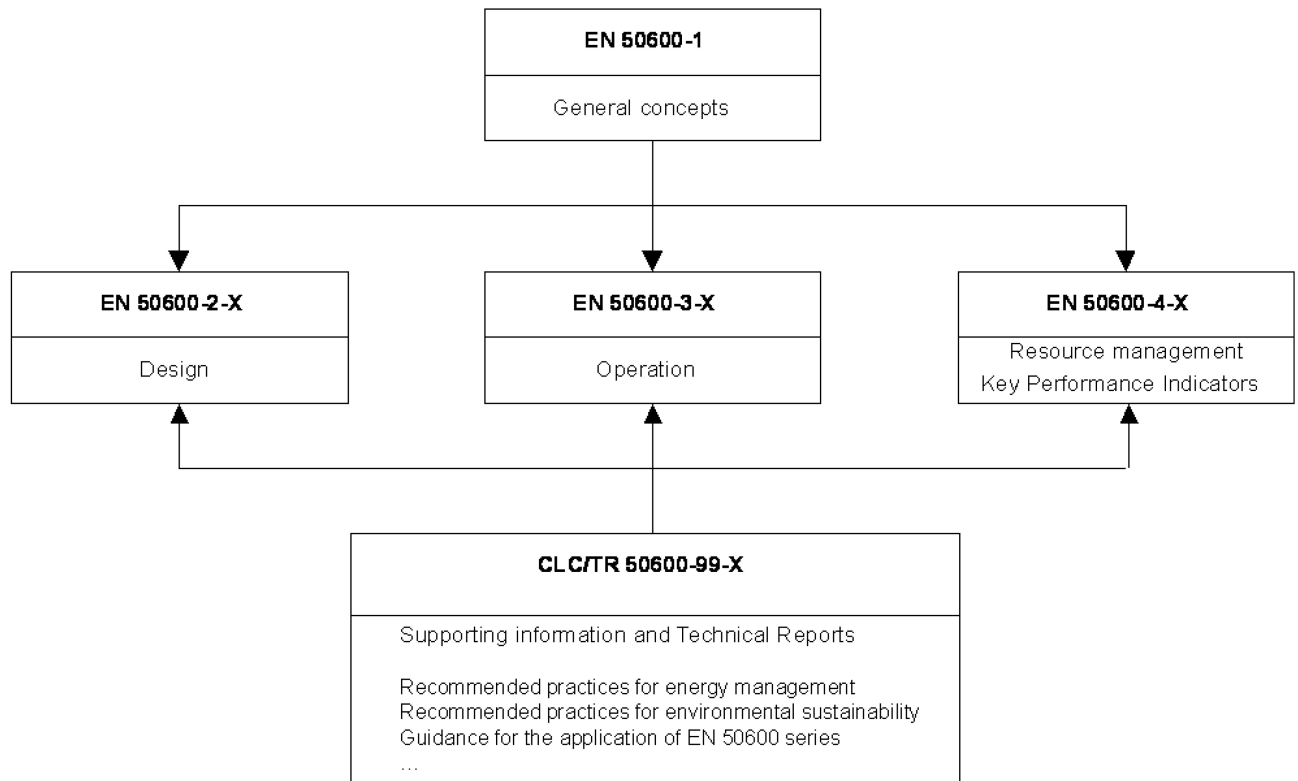 EN 50600-1
General concepts
EN 50600-2-X
EN 50600-3-X
EN 50600-4-X
Design
Operation
Resource management
Key Performance Indicators
CLC/TR 50600-99-X
Supporting information and Technical Reports
Recommended practices for energy management
Recommended practices for environmental sustainability
Guidance for the application of EN 50600 series
...